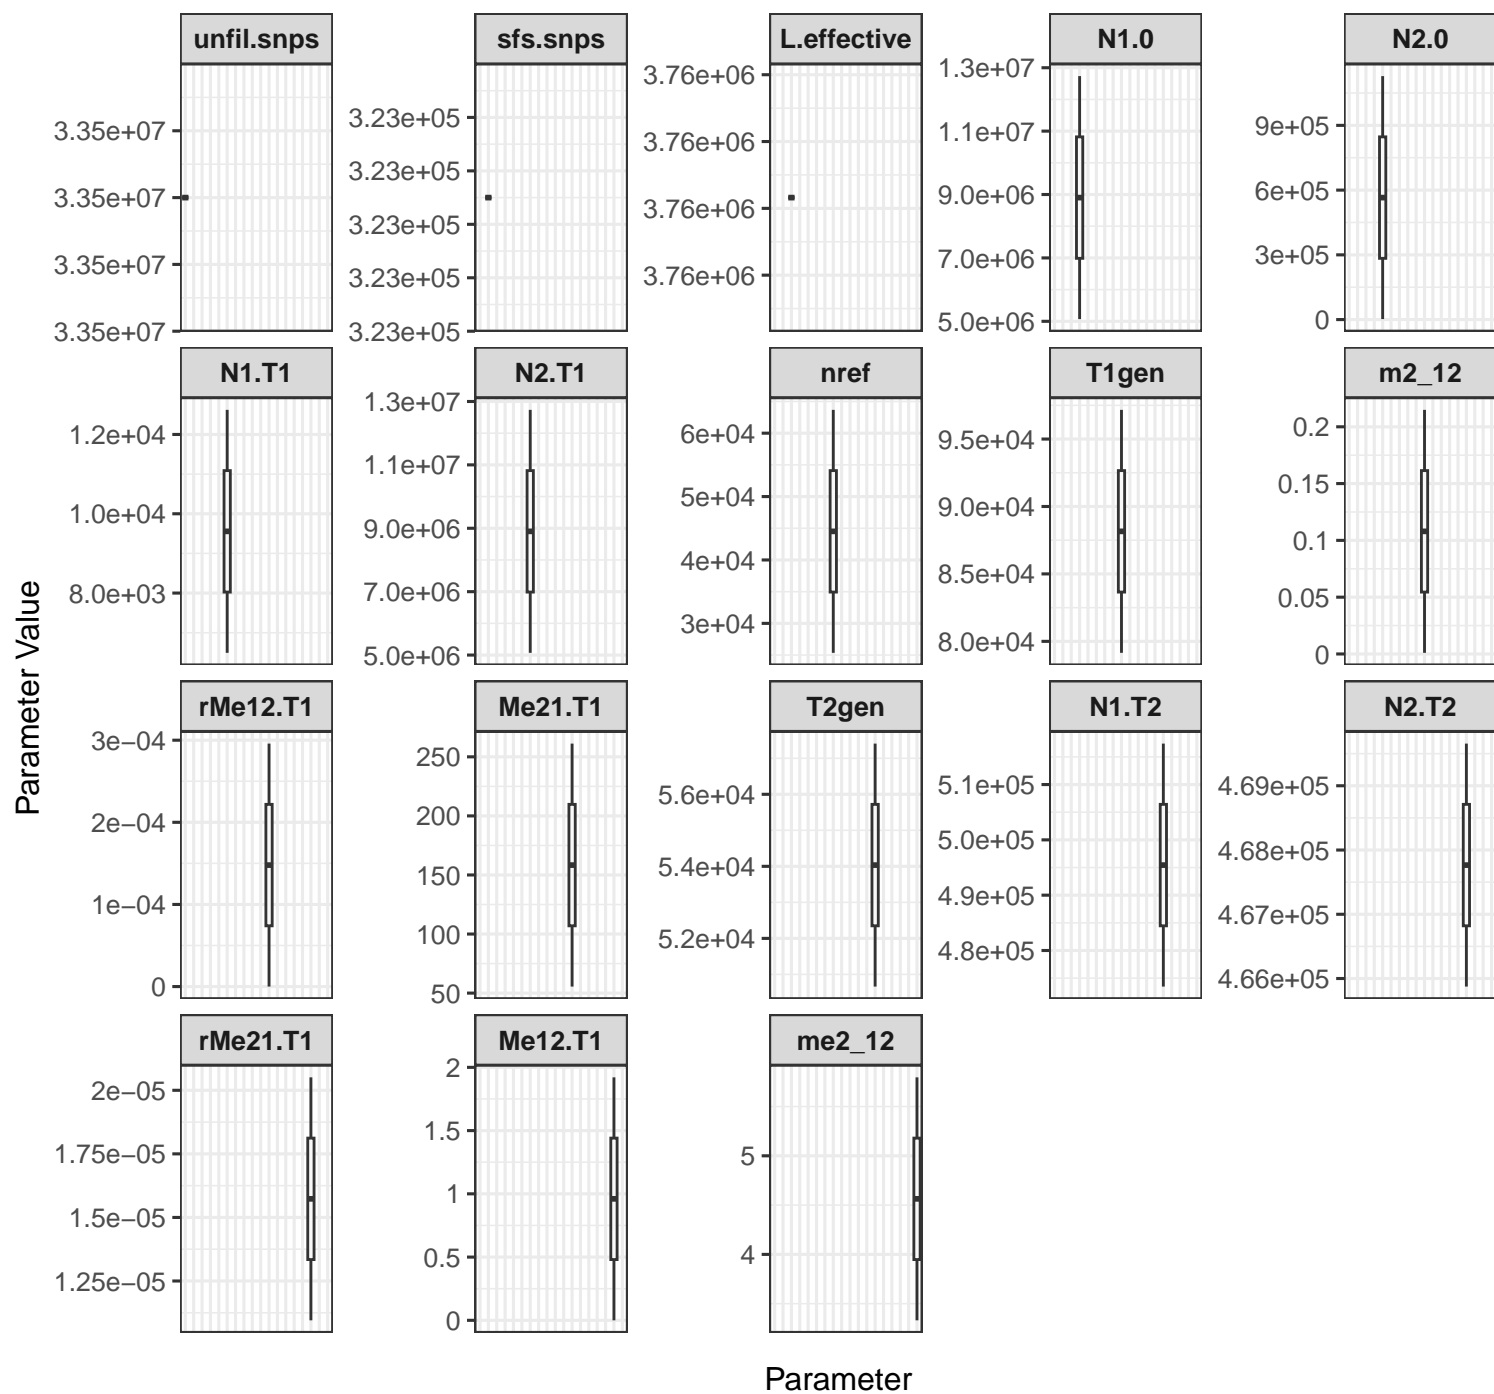 unfil.snps
sfs.snps
L.effective
N1.0
N2.0
3.35e+07
3.35e+07
3.35e+07
3.35e+07
3.23e+05
3.23e+05
3.23e+05
3.23e+05
3.23e+05
3.76e+06
3.76e+06
3.76e+06
3.76e+06
1.3e+07
1.1e+07
9.0e+06
7.0e+06
5.0e+06
9e+05
6e+05
3e+05
0
N1.T1
N2.T1
nref
T1gen
m2_12
1.2e+04
1.0e+04
8.0e+03
1.3e+07
1.1e+07
9.0e+06
7.0e+06
5.0e+06
6e+04
5e+04
4e+04
3e+04
9.5e+04
9.0e+04
8.5e+04
8.0e+04
0.2
0.15
0.1
0.05
0
rMe12.T1
Me21.T1
T2gen
N1.T2
N2.T2
3e−04
2e−04
1e−04
0
250
200
150
100
50
5.6e+04
5.4e+04
5.2e+04
5.1e+05
5.0e+05
4.9e+05
4.8e+05
4.69e+05
4.68e+05
4.67e+05
4.66e+05
rMe21.T1
Me12.T1
me2_12
2e−05
1.75e−05
1.5e−05
1.25e−05
2
1.5
1
0.5
0
5
4
Parameter Value
Parameter